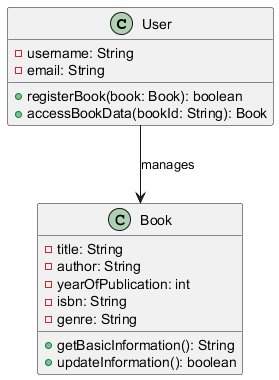 C User
username: String
email: String
registerBook(book: Book): boolean
accessBookData(bookId: String): Book
manages
C Book
title: String
author: String
yearOfPublication: int
isbn: String
genre: String
getBasicInformation(): String
updateInformation(): boolean